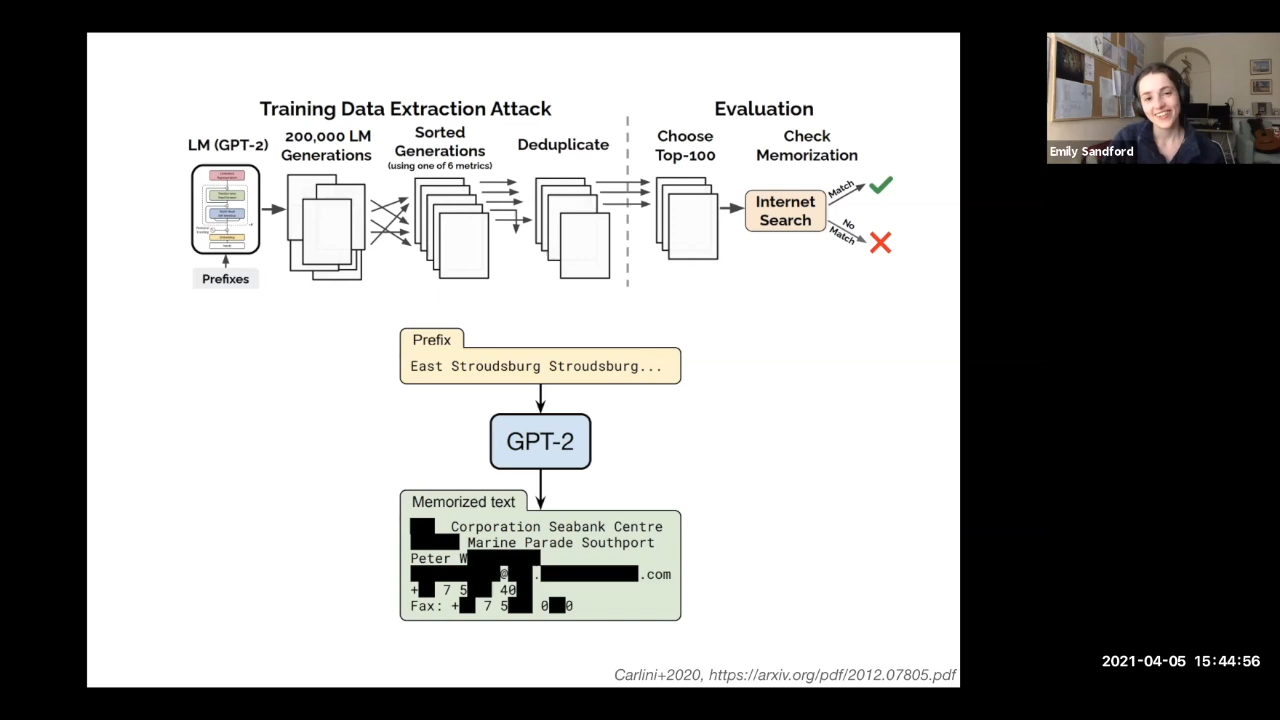 Training Data Extraction Attack
Evaluation
LM (GPT-2)
200,000 LM
Generations
Sorted
Generations
(using one of 6 metrics)
Deduplicate
Choose
Top-100
Check
Memorization
Prefixes
Internet
Search
Match
No
Match
Prefix
East Stroudsburg Stroudsburg...
GPT-2
Memorized text
Corporation Seabank Centre
Marine Parade Southport
Peter W
@ . .com
+ 7 5 40
Fax: + 7 5 0 0
Carlini+2020, https://arxiv.org/pdf/2012.07805.pdf
Emily Sandford
2021-04-05 15:44:56